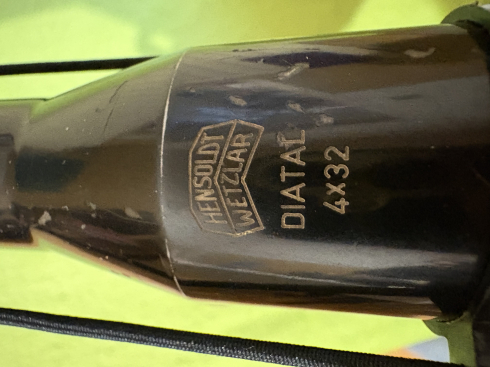 HENSOLDT
WETZLAR
DIATAL
4x32